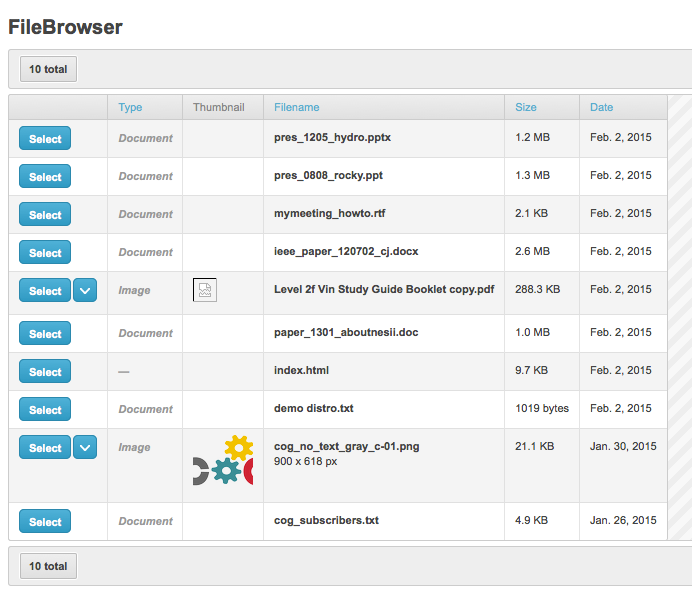 FileBrowser
10 total
Type Thumbnail Filename Size Date
Select Document pres_1205_hydro.pptx 1.2 MB Feb. 2, 2015
Select Document pres_0808_rocky.ppt 1.3 MB Feb. 2, 2015
Select Document mymeeting_howto.rtf 2.1 KB Feb. 2, 2015
Select Document ieee_paper_120702_cj.docx 2.6 MB Feb. 2, 2015
Select Image Level 2f Vin Study Guide Booklet copy.pdf 288.3 KB Feb. 2, 2015
Select Document paper_1301_aboutnesii.doc 1.0 MB Feb. 2, 2015
Select — index.html 9.7 KB Feb. 2, 2015
Select Document demo distro.txt 1019 bytes Feb. 2, 2015
Select Image cog_no_text_gray_c-01.png 21.1 KB Jan. 30, 2015
900 x 618 px
Select Document cog_subscribers.txt 4.9 KB Jan. 26, 2015
10 total